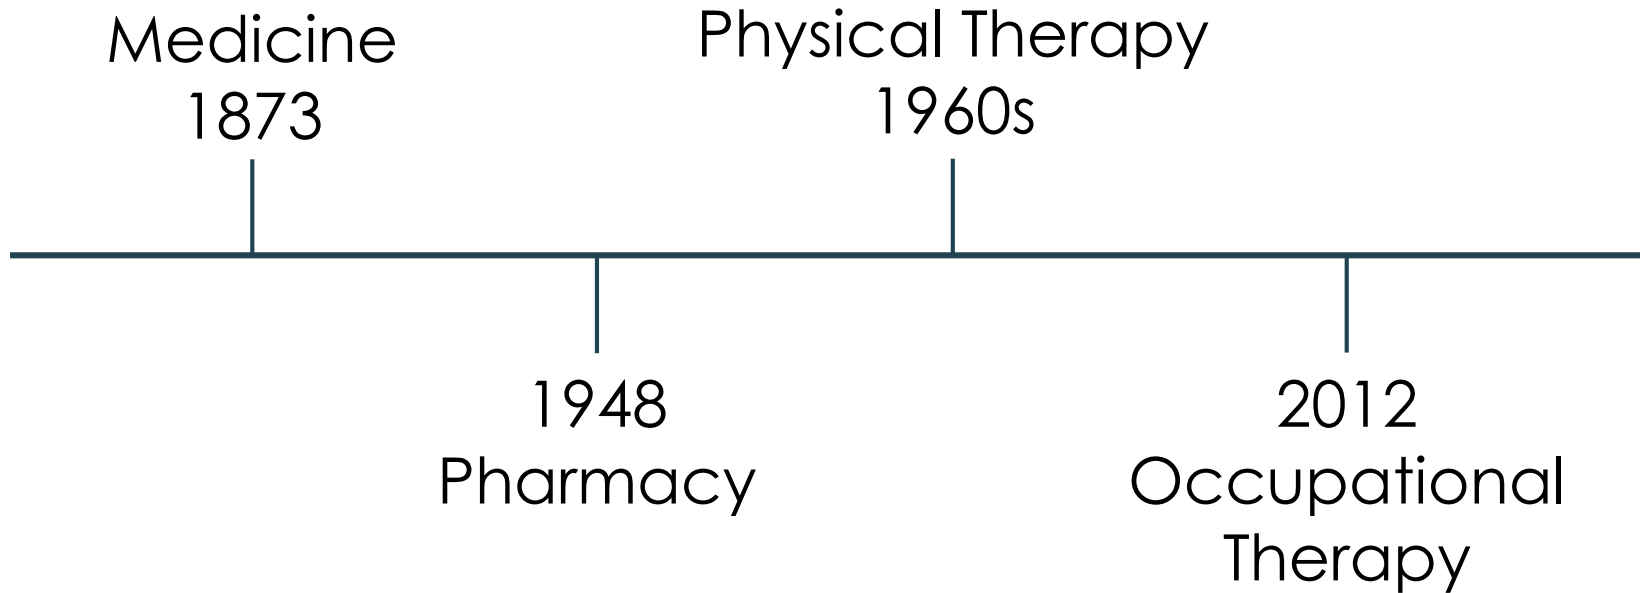 Medicine
1873
Physical Therapy
1960s
1948
Pharmacy
2012
Occupational
Therapy